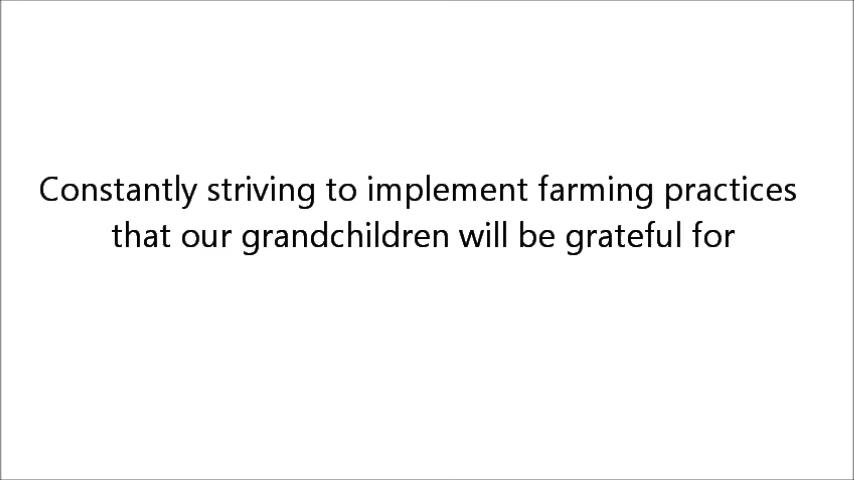 Constantly striving to implement farming practices
that our grandchildren will be grateful for